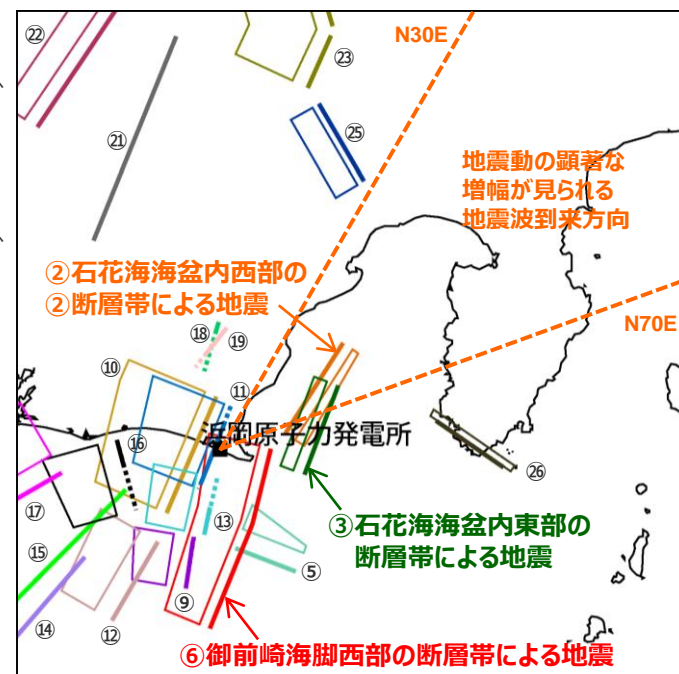 ㉒
N30E
㉓
㉑
㉕
地震動の顕著な
増幅が見られる
地震波到来方向
②石花海海盆内西部の
②断層帯による地震
N70E
⑱
⑲
⑩
⑪
浜岡原子力発電所
⑯
㉖
⑰
⑬
③石花海海盆内東部の
断層帯による地震
⑮
⑤
⑨
⑭
⑫
⑥御前崎海脚西部の断層帯による地震